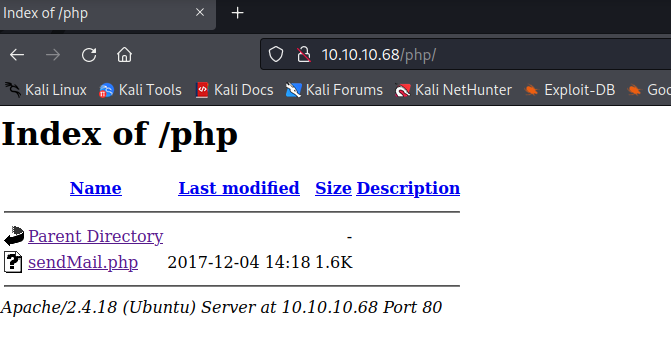 Index of /php
10.10.10.68/php/
Kali Linux Kali Tools Kali Docs Kali Forums Kali NetHunter Exploit-DB
Index of /php
Name Last modified Size Description
Parent Directory -
sendMail.php 2017-12-04 14:18 1.6K
Apache/2.4.18 (Ubuntu) Server at 10.10.10.68 Port 80